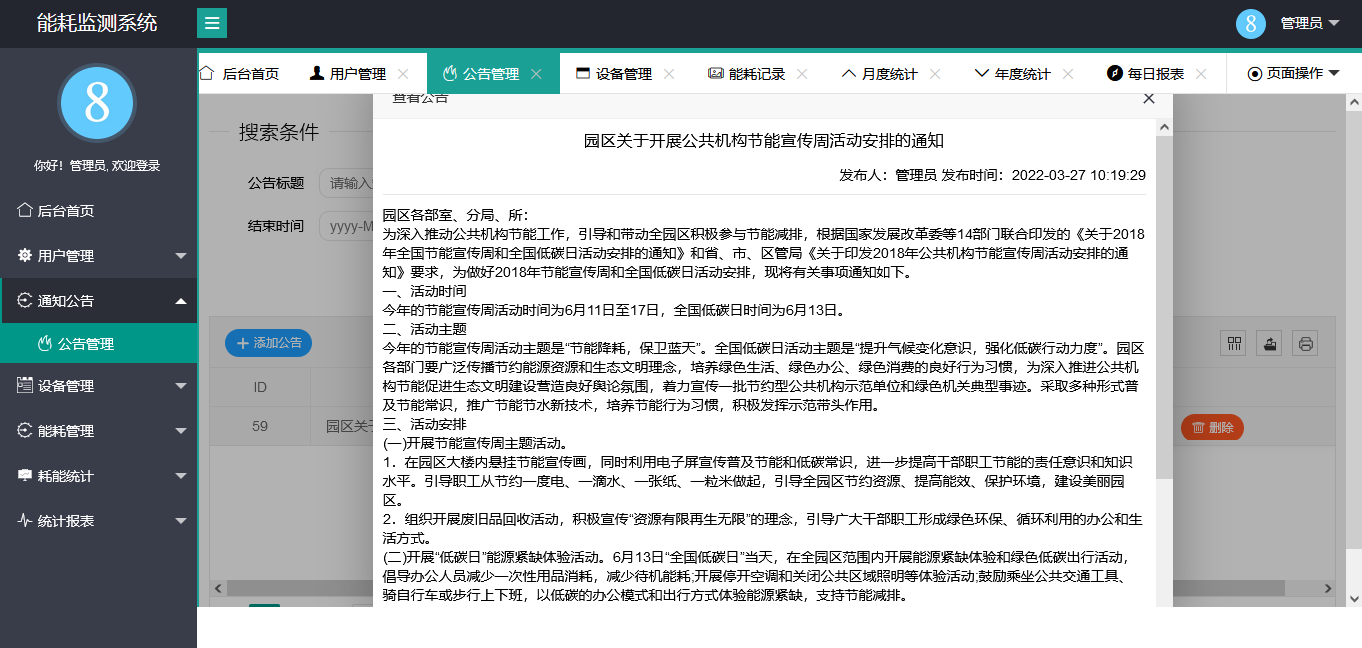 能耗监测系统
8
管理员
8
你好！管理员, 欢迎登录
后台首页
用户管理
通知公告
公告管理
设备管理
能耗管理
耗能统计
统计报表
后台首页
用户管理
公告管理
设备管理
能耗记录
月度统计
年度统计
每日报表
页面操作
搜索条件
公告标题
请输入
结束时间
yyyy-M
添加公告
ID
59
园区关于
删除
查看公告
园区关于开展公共机构节能宣传周活动安排的通知
发布人：管理员 发布时间：2022-03-27 10:19:29
园区各部室、分局、所：
为深入推动公共机构节能工作，引导和带动全园区积极参与节能减排，根据国家发展改革委等14部门联合印发的《关于2018
年全国节能宣传周和全国低碳日活动安排的通知》和省、市、区管局《关于印发2018年公共机构节能宣传周活动安排的通
知》要求，为做好2018年节能宣传周和全国低碳日活动安排，现将有关事项通知如下。
一、活动时间
今年的节能宣传周活动时间为6月11日至17日，全国低碳日时间为6月13日。
二、活动主题
今年的节能宣传周活动主题是“节能降耗，保卫蓝天”。全国低碳日活动主题是“提升气候变化意识，强化低碳行动力度”。园区
各部门要广泛传播节约能源资源和生态文明理念，培养绿色生活、绿色办公、绿色消费的良好行为习惯，为深入推进公共机
构节能促进生态文明建设营造良好舆论氛围，着力宣传一批节约型公共机构示范单位和绿色机关典型事迹。采取多种形式普
及节能常识，推广节能节水新技术，培养节能行为习惯，积极发挥示范带头作用。
三、活动安排
(一)开展节能宣传周主题活动。
1．在园区大楼内悬挂节能宣传画，同时利用电子屏宣传普及节能和低碳常识，进一步提高干部职工节能的责任意识和知识
水平。引导职工从节约一度电、一滴水、一张纸、一粒米做起，引导全园区节约资源、提高能效、保护环境，建设美丽园
区。
2．组织开展废旧品回收活动，积极宣传“资源有限再生无限”的理念，引导广大干部职工形成绿色环保、循环利用的办公和生
活方式。
(二)开展“低碳日”能源紧缺体验活动。6月13日“全国低碳日”当天，在全园区范围内开展能源紧缺体验和绿色低碳出行活动，
倡导办公人员减少一次性用品消耗，减少待机能耗;开展停开空调和关闭公共区域照明等体验活动;鼓励乘坐公共交通工具、
骑自行车或步行上下班，以低碳的办公模式和出行方式体验能源紧缺，支持节能减排。